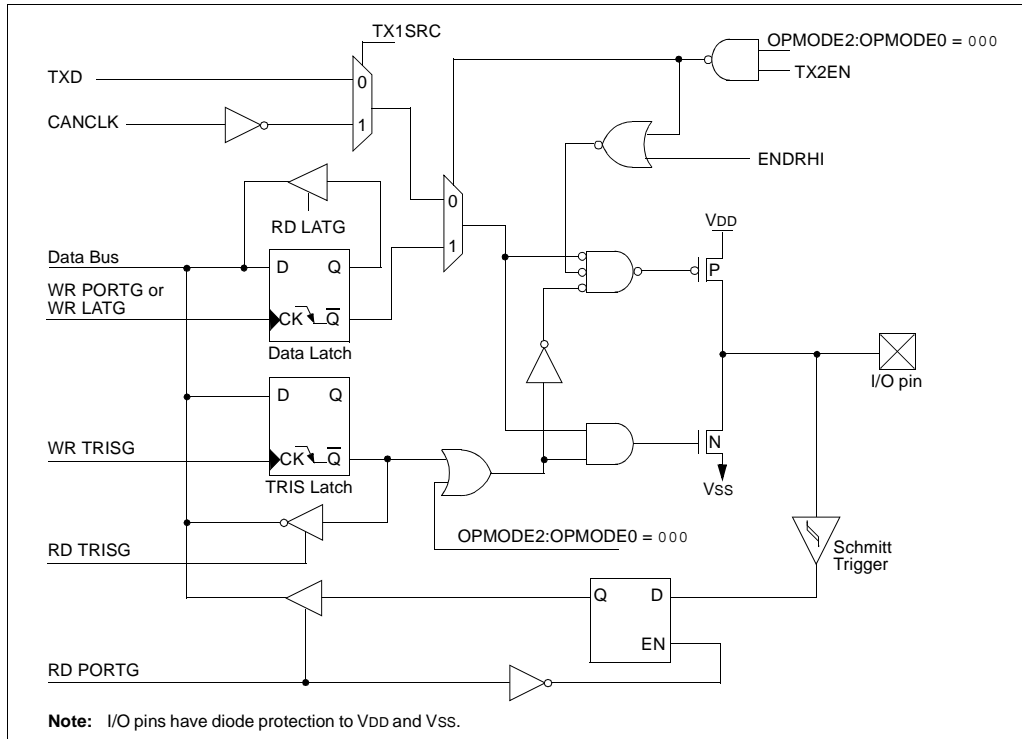 TX1SRC
OPMODE2:OPMODE0 = 000
TXD
0
TX2EN
CANCLK
1
ENDRHI
0
RD LATG
1
VDD
Data Bus
D Q
P
WR PORTG or
WR LATG
CK Q
Data Latch
I/O pin
D Q
WR TRISG
CK Q
N
TRIS Latch
VSS
OPMODE2:OPMODE0 = 000
RD TRISG
Schmitt
Trigger
Q D
EN
RD PORTG
Note: I/O pins have diode protection to VDD and VSS.